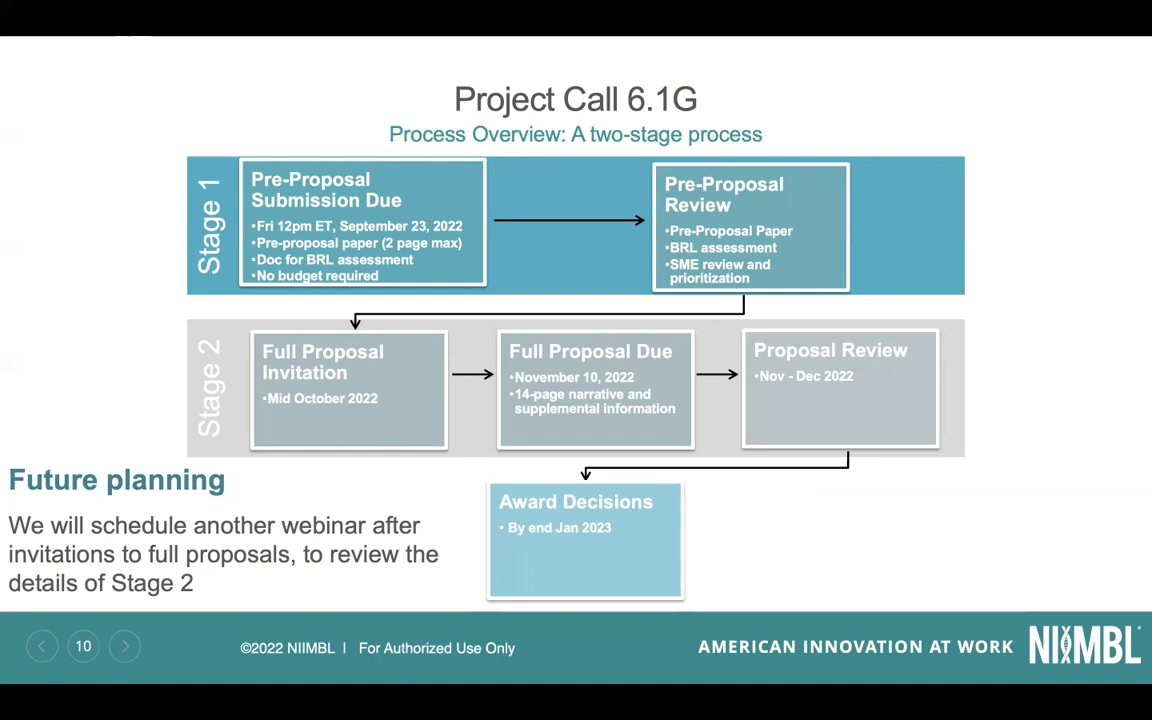 Project Call 6.1G
Process Overview: A two-stage process
Stage 1
Pre-Proposal
Submission Due
•Fri 12pm ET, September 23, 2022
•Pre-proposal paper (2 page max)
•Doc for BRL assessment
•No budget required
Pre-Proposal
Review
•Pre-Proposal Paper
•BRL assessment
•SME review and
prioritization
Stage 2
Full Proposal
Invitation
•Mid October 2022
Full Proposal Due
•November 10, 2022
•14-page narrative and
supplemental information
Proposal Review
•Nov - Dec 2022
Future planning
We will schedule another webinar after
invitations to full proposals, to review the
details of Stage 2
Award Decisions
• By end Jan 2023
10
©2022 NIIMBL | For Authorized Use Only
AMERICAN INNOVATION AT WORK
NIIMBL